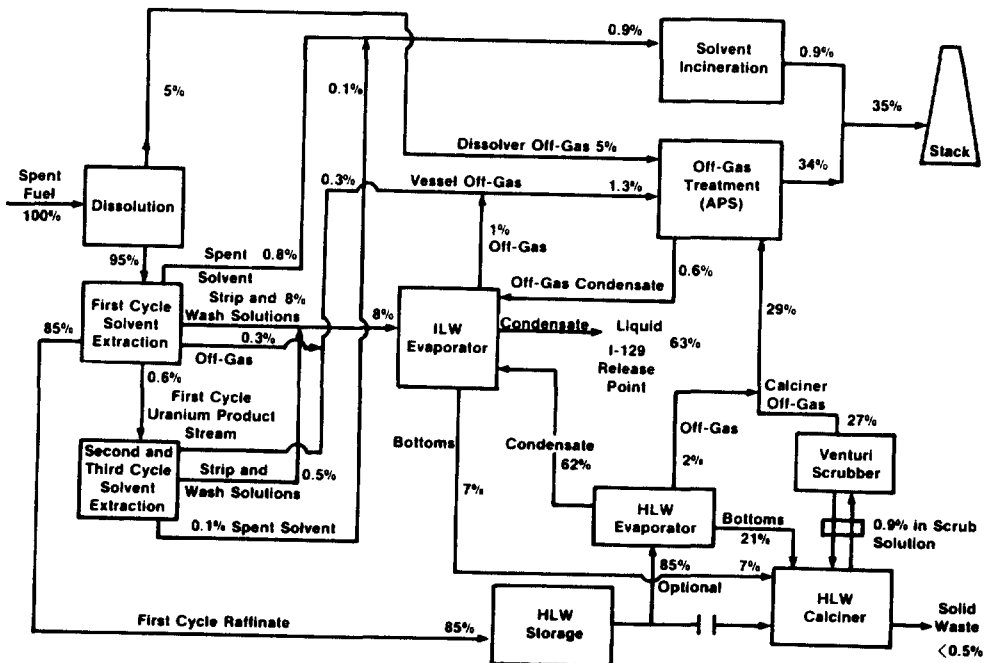 0.9%
Solvent
Incineration
0.9%
5%
0.1%
35%
Stack
Dissolver Off-Gas 5%
Off-Gas
Treatment
(APS)
34%
Spent
Fuel
100%
Dissolution
0.3%
Vessel Off-Gas
1.3%
1%
Off-Gas
95%
Spent 0.8%
Solvent
0.6%
Off-Gas Condensate
29%
First Cycle
Solvent
Extraction
85%
Strip and 8%
Wash Solutions
8%
0.3%
Off-Gas
ILW
Evaporator
Condensate
Liquid
63%
I-129
Release
Point
0.6%
First Cycle
Uranium Product
Stream
Calciner
Off-Gas
27%
Second and
Third Cycle
Solvent
Extraction
Strip and
Wash Solutions
0.5%
0.1% Spent Solvent
Bottoms
7%
Condensate
62%
Off-Gas
2%
Venturi
Scrubber
HLW
Evaporator
Bottoms
21%
0.9% in Scrub
Solution
85%
Optional
7%
HLW
Calciner
First Cycle Raffinate
85%
HLW
Storage
Solid
Waste
<0.5%